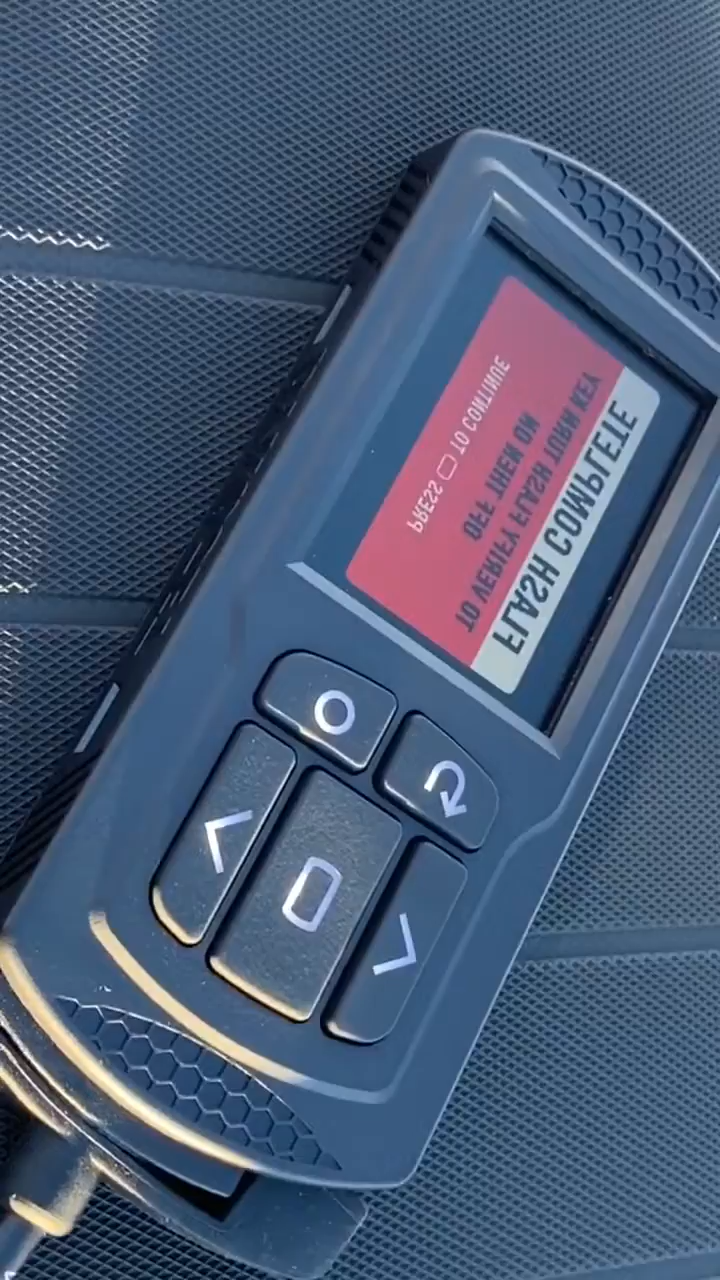 FLASH COMPLETE
TO VERIFY FLASH TURN KEY
OFF THEN ON
PRESS ▢ TO CONTINUE